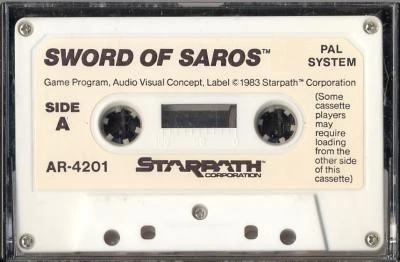 SWORD OF SAROS™
PAL
SYSTEM
Game Program, Audio Visual Concept, Label ©1983 Starpath™ Corporation
SIDE
A
(Some
cassette
players
may
require
loading
from the
other side
of this
cassette)
AR-4201
STARPATH
CORPORATION